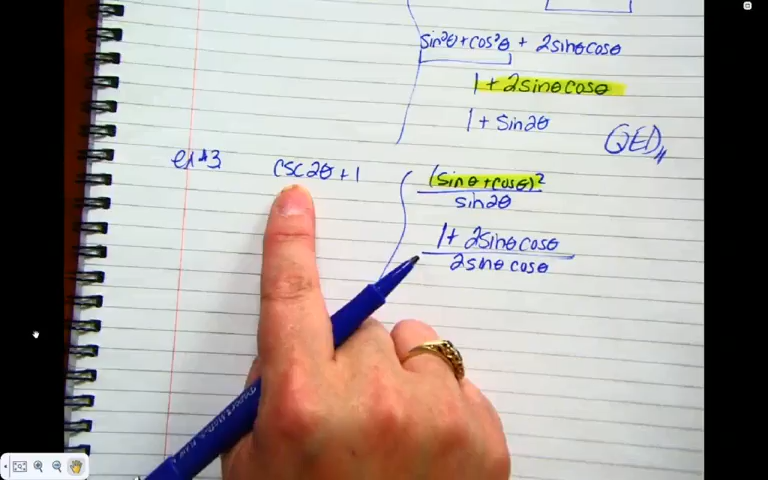 sin²θ+cos²θ + 2sinθcosθ
1 + 2sinθcosθ
1 + sin2θ
QED
ex#3 csc2θ+1 (sinθ+cosθ)²
sin2θ
1+ 2sinθcosθ
2sinθcosθ